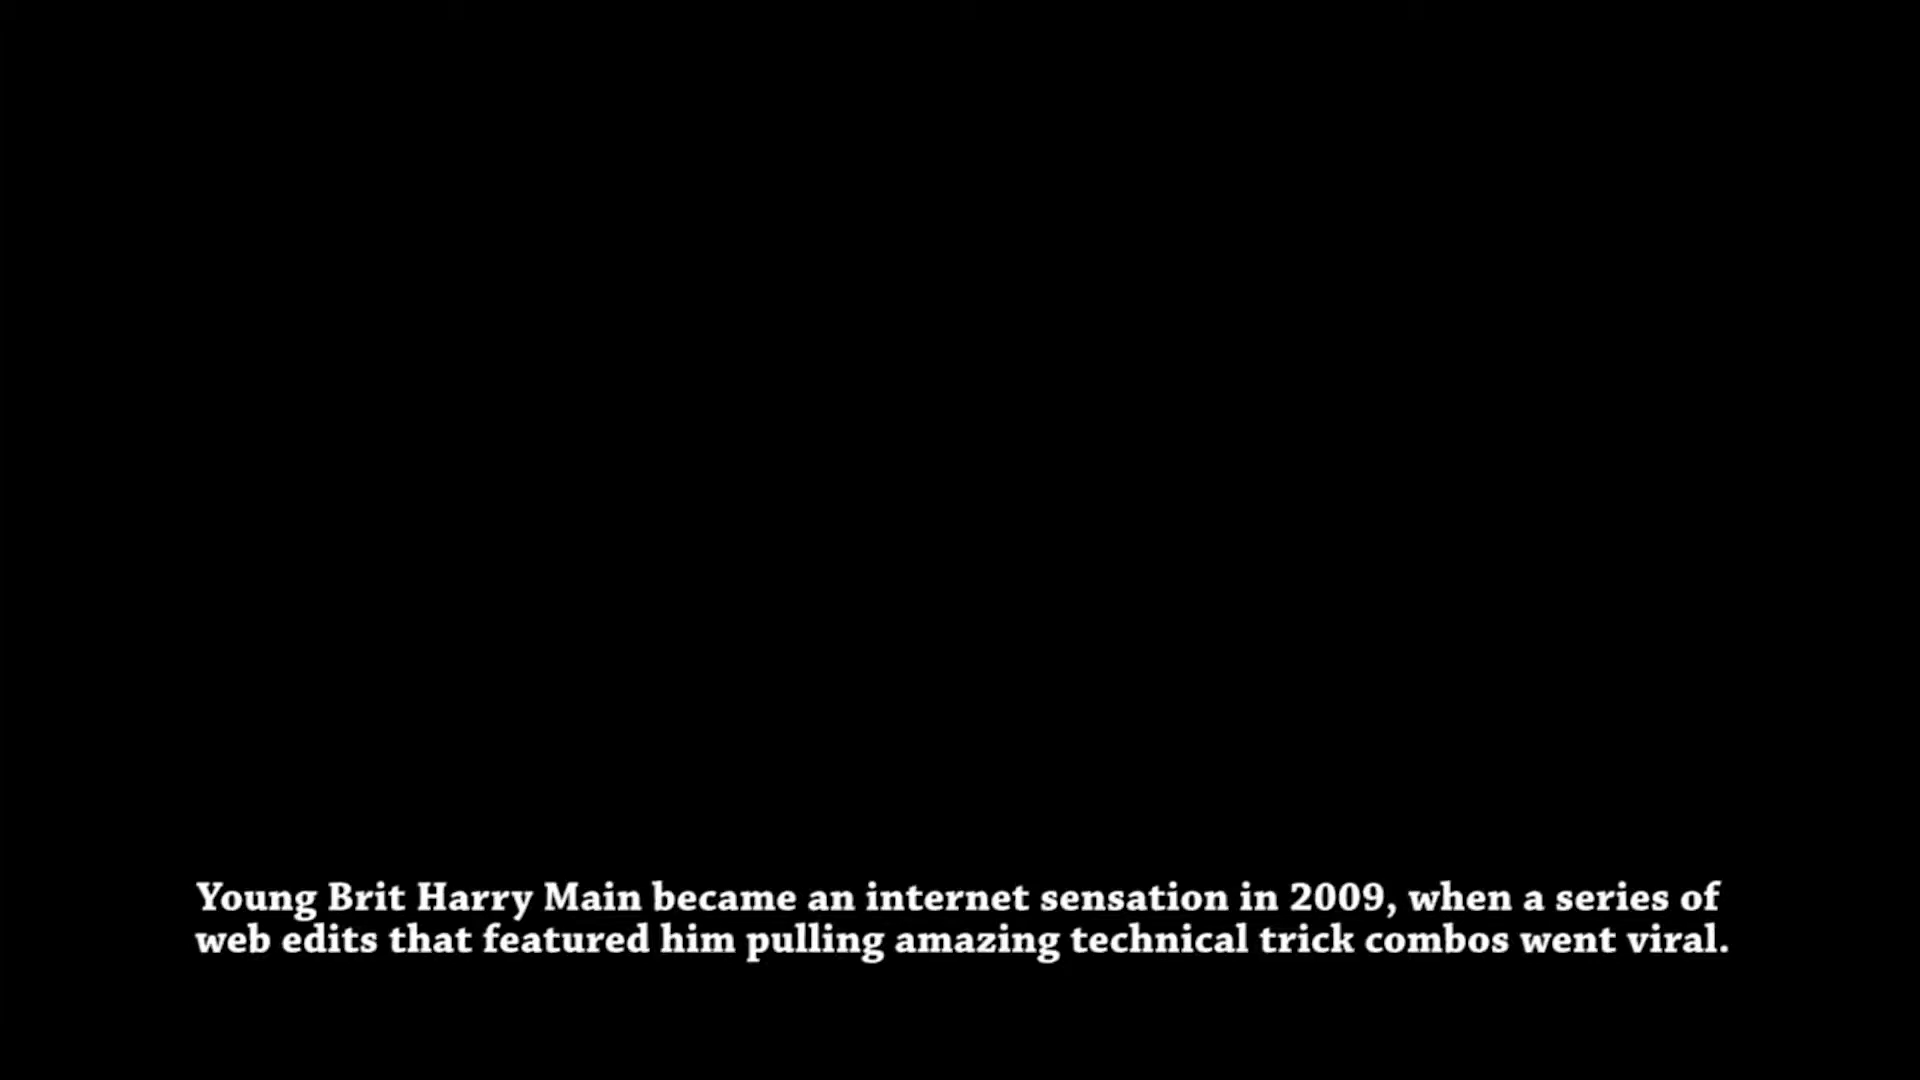 Young Brit Harry Main became an internet sensation in 2009, when a series of
web edits that featured him pulling amazing technical trick combos went viral.